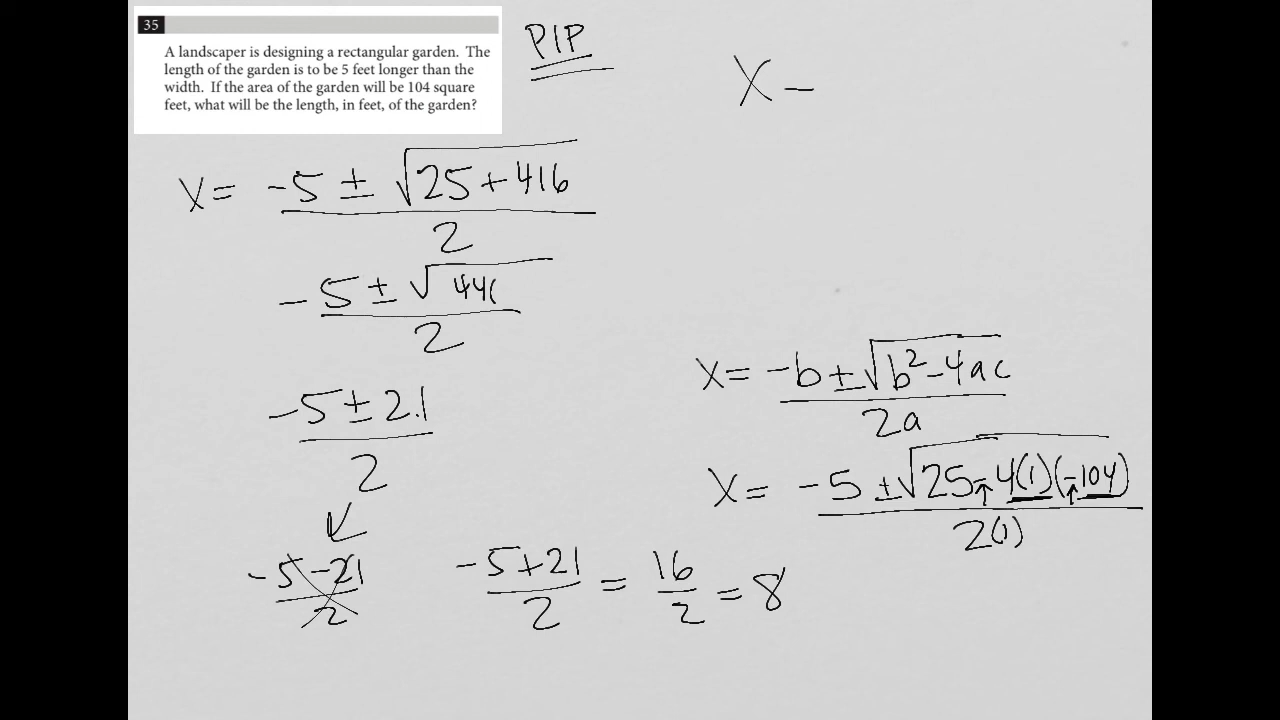 35
A landscaper is designing a rectangular garden. The
length of the garden is to be 5 feet longer than the
width. If the area of the garden will be 104 square
feet, what will be the length, in feet, of the garden?
PIP
X -
X = -5 ± √25+416
2
-5 ± √441
2
-5 ± 21
2
-5 -21
2
-5+21
2
= 16
2
= 8
X = -b ± √b²-4ac
2a
X = -5 ± √25-4(1)(-104)
2(1)